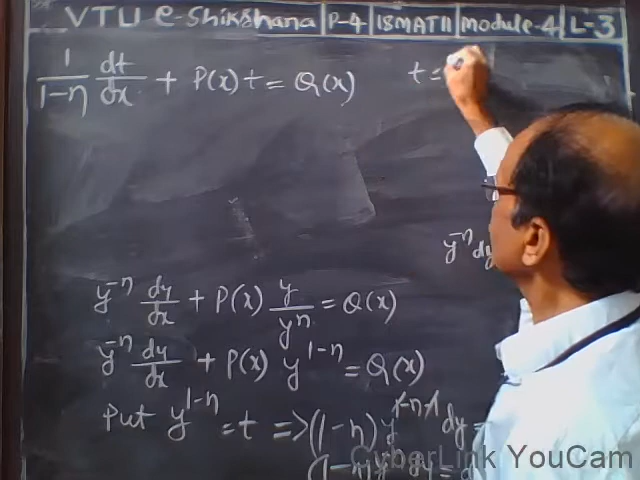 VTU e-Shikshana P-4 18MAT11 Module-4 L-3
1/(1-n) dt/dx + P(x) t = Q(x)
t =
y^-n dy
y^-n dy/dx + P(x) y/y^n = Q(x)
y^-n dy/dx + P(x) y^1-n = Q(x)
Put y^1-n = t => (1-n) y^1-n-1 dy =
CyberLink YouCam